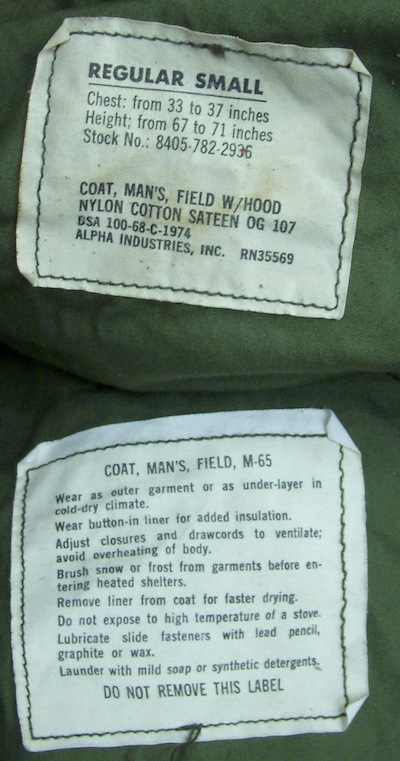 REGULAR SMALL
Chest: from 33 to 37 inches
Height; from 67 to 71 inches
Stock No.: 8405-782-2936
COAT, MAN'S, FIELD W/HOOD
NYLON COTTON SATEEN OG 107
DSA 100-68-C-1974
ALPHA INDUSTRIES, INC. RN35569
COAT, MAN'S, FIELD, M-65
Wear as outer garment or as under-layer in
cold-dry climate.
Wear button-in liner for added insulation.
Adjust closures and drawcords to ventilate;
avoid overheating of body.
Brush snow or frost from garments before en-
tering heated shelters.
Remove liner from coat for faster drying.
Do not expose to high temperature of a stove.
Lubricate slide fasteners with lead pencil,
graphite or wax.
Launder with mild soap or synthetic detergents.
DO NOT REMOVE THIS LABEL